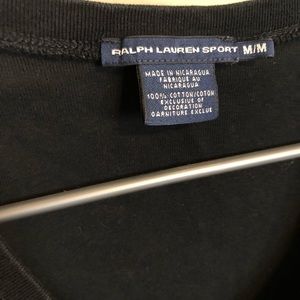 RALPH LAUREN SPORT M/M
MADE IN NICARAGUA
FABRIQUE AU
NICARAGUA
100% COTTON/COTON
EXCLUSIVE OF
DECORATION
GARNITURE EXCLUE